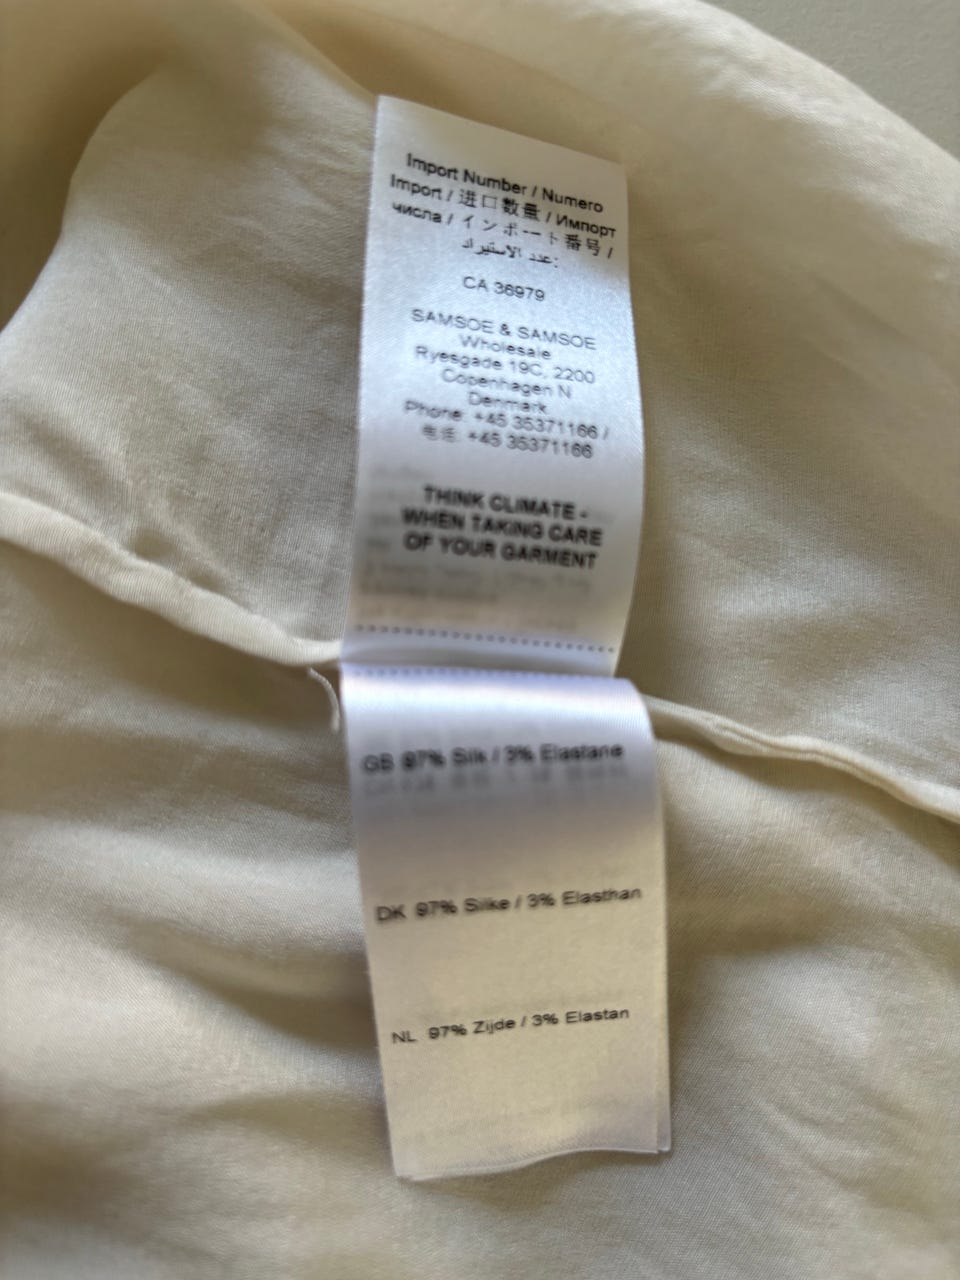 Import Number / Numero
Import / 进口数量 / Импорт
числа / インポート番号 /
عدد الاستيراد:
CA 36979
SAMSOE & SAMSOE
Wholesale
Ryesgade 19C, 2200
Copenhagen N
Denmark.
Phone: +45 35371166 /
电话: +45 35371166
THINK CLIMATE -
WHEN TAKING CARE
OF YOUR GARMENT
GB 97% Silk / 3% Elastane
DK 97% Silke / 3% Elasthan
NL 97% Zijde / 3% Elastan